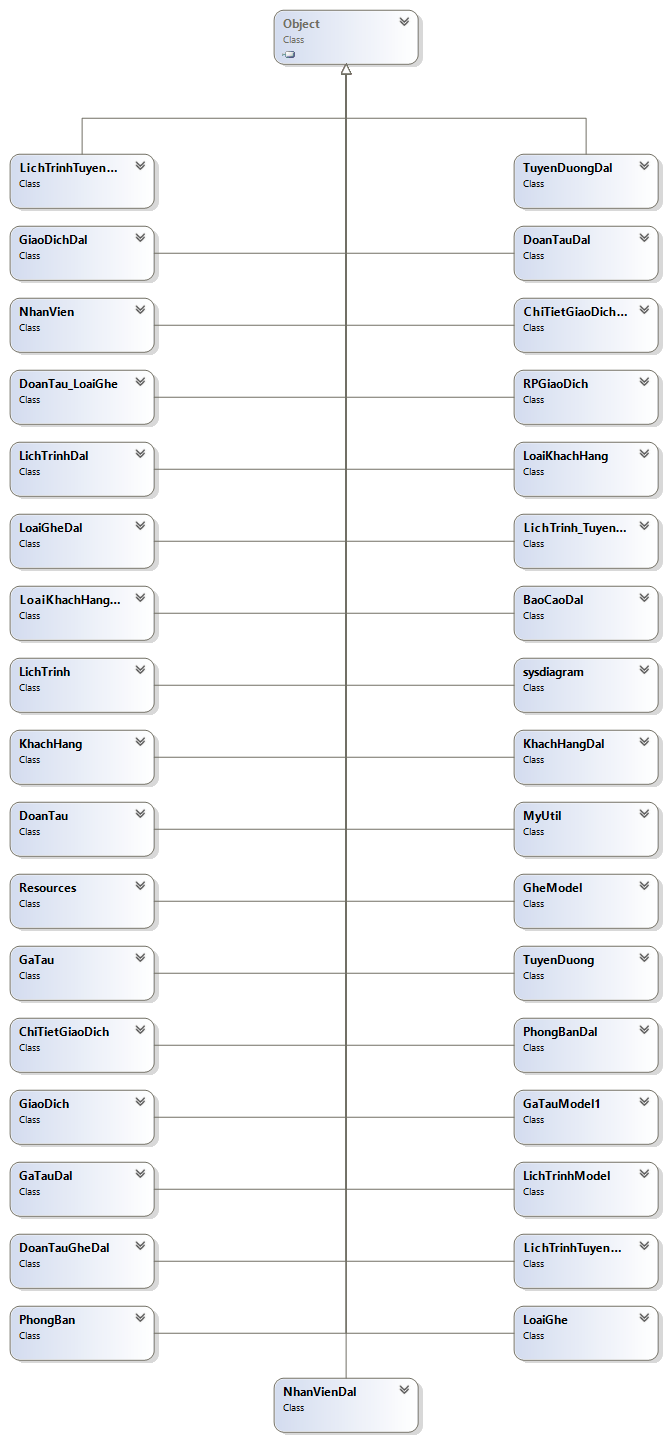 Object
Class
LichTrinhTuyen...
Class
TuyenDuongDal
Class
GiaoDichDal
Class
DoanTauDal
Class
NhanVien
Class
ChiTietGiaoDich...
Class
DoanTau_LoaiGhe
Class
RPGiaoDich
Class
LichTrinhDal
Class
LoaiKhachHang
Class
LoaiGheDal
Class
LichTrinh_Tuyen...
Class
LoaiKhachHang...
Class
BaoCaoDal
Class
LichTrinh
Class
sysdiagram
Class
KhachHang
Class
KhachHangDal
Class
DoanTau
Class
MyUtil
Class
Resources
Class
GheModel
Class
GaTau
Class
TuyenDuong
Class
ChiTietGiaoDich
Class
PhongBanDal
Class
GiaoDich
Class
GaTauModel1
Class
GaTauDal
Class
LichTrinhModel
Class
DoanTauGheDal
Class
LichTrinhTuyen...
Class
PhongBan
Class
LoaiGhe
Class
NhanVienDal
Class